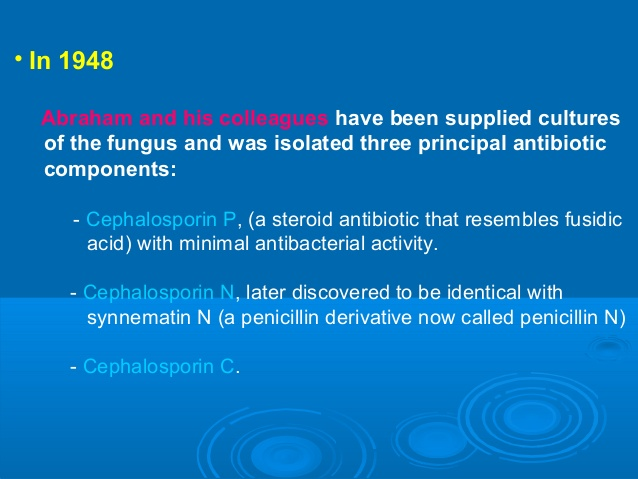 • In 1948
Abraham and his colleagues have been supplied cultures
of the fungus and was isolated three principal antibiotic
components:
- Cephalosporin P, (a steroid antibiotic that resembles fusidic
acid) with minimal antibacterial activity.
- Cephalosporin N, later discovered to be identical with
synnematin N (a penicillin derivative now called penicillin N)
- Cephalosporin C.